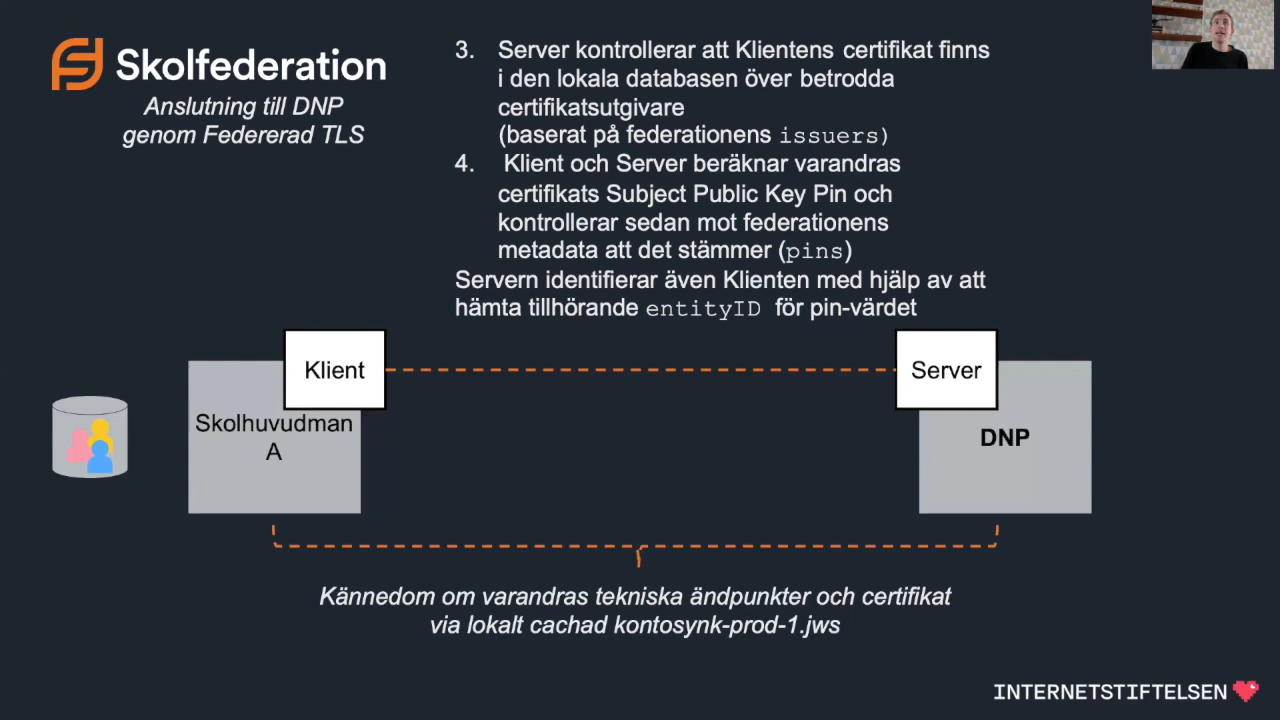 Skolfederation
Anslutning till DNP
genom Federerad TLS
3. Server kontrollerar att Klientens certifikat finns
i den lokala databasen över betrodda
certifikatsutgivare
(baserat på federationens issuers)
4. Klient och Server beräknar varandras
certifikats Subject Public Key Pin och
kontrollerar sedan mot federationens
metadata att det stämmer (pins)
Servern identifierar även Klienten med hjälp av att
hämta tillhörande entityID för pin-värdet
Klient
Server
Skolhuvudman
A
DNP
Kännedom om varandras tekniska ändpunkter och certifikat
via lokalt cachad kontosynk-prod-1.jws
INTERNETSTIFTELSEN